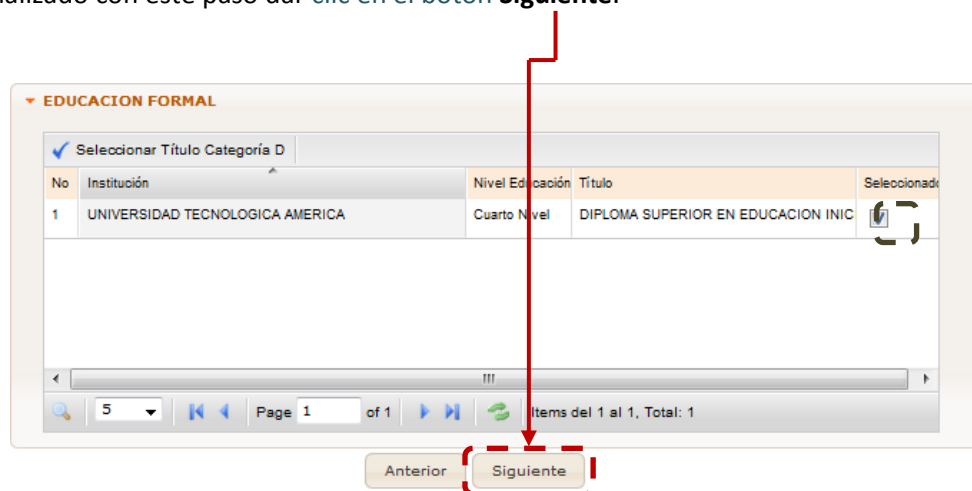 nalizado con este paso dar clic en el botón Siguiente.
EDUCACION FORMAL
Seleccionar Título Categoría D
No Institución Nivel Educación Título Seleccionado
1 UNIVERSIDAD TECNOLOGICA AMERICA Cuarto Nivel DIPLOMA SUPERIOR EN EDUCACION INIC
5 Page 1 of 1 Items del 1 al 1, Total: 1
Anterior Siguiente